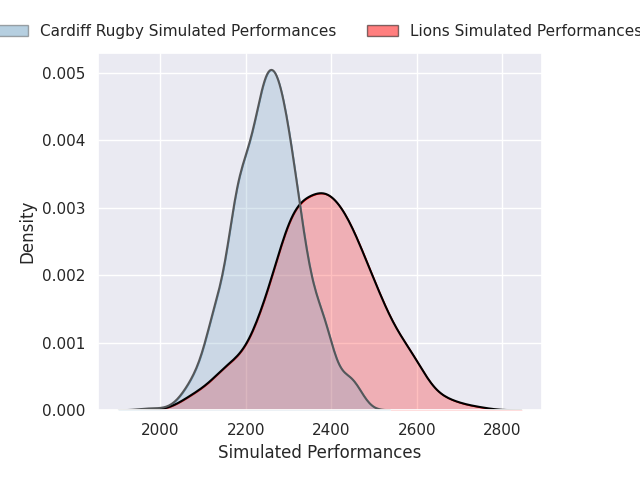 Cardiff Rugby Simulated Performances Lions Simulated Performances
0.005
0.004
0.003
0.002
0.001
0.000
Density
2000 2200 2400 2600 2800
Simulated Performances